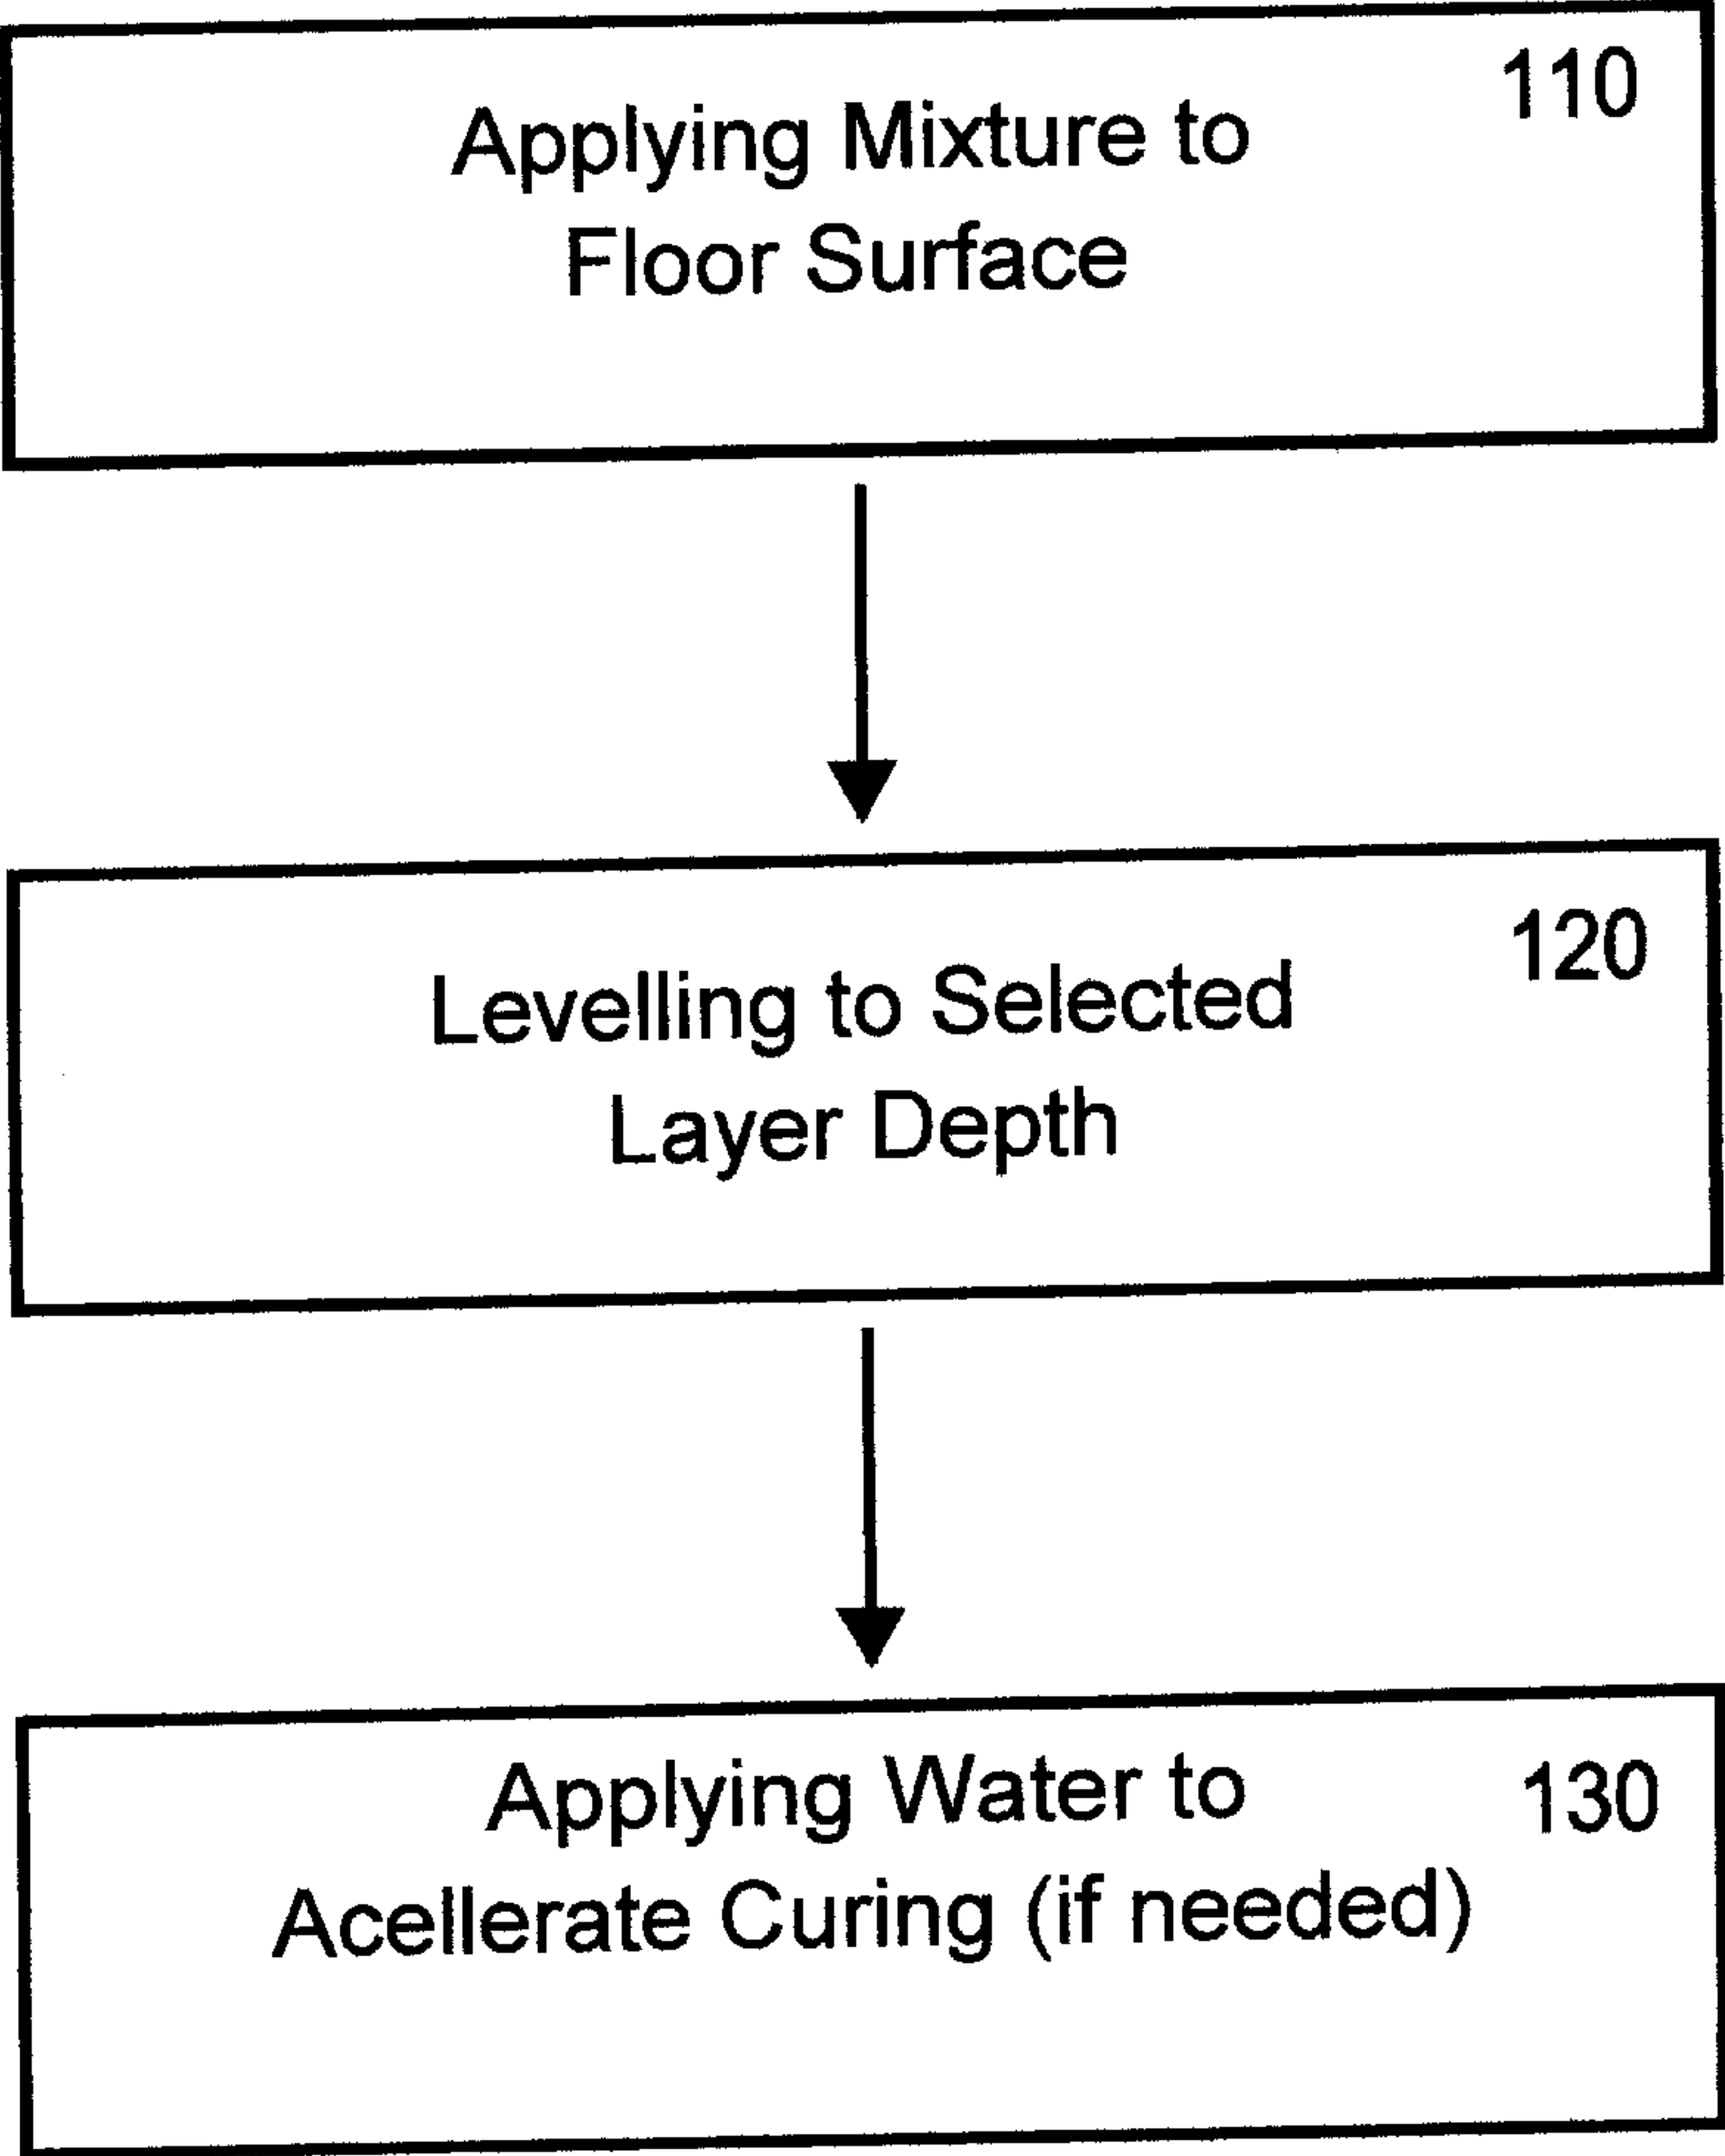 110
Applying Mixture to
Floor Surface
120
Levelling to Selected
Layer Depth
130
Applying Water to
Acellerate Curing (if needed)